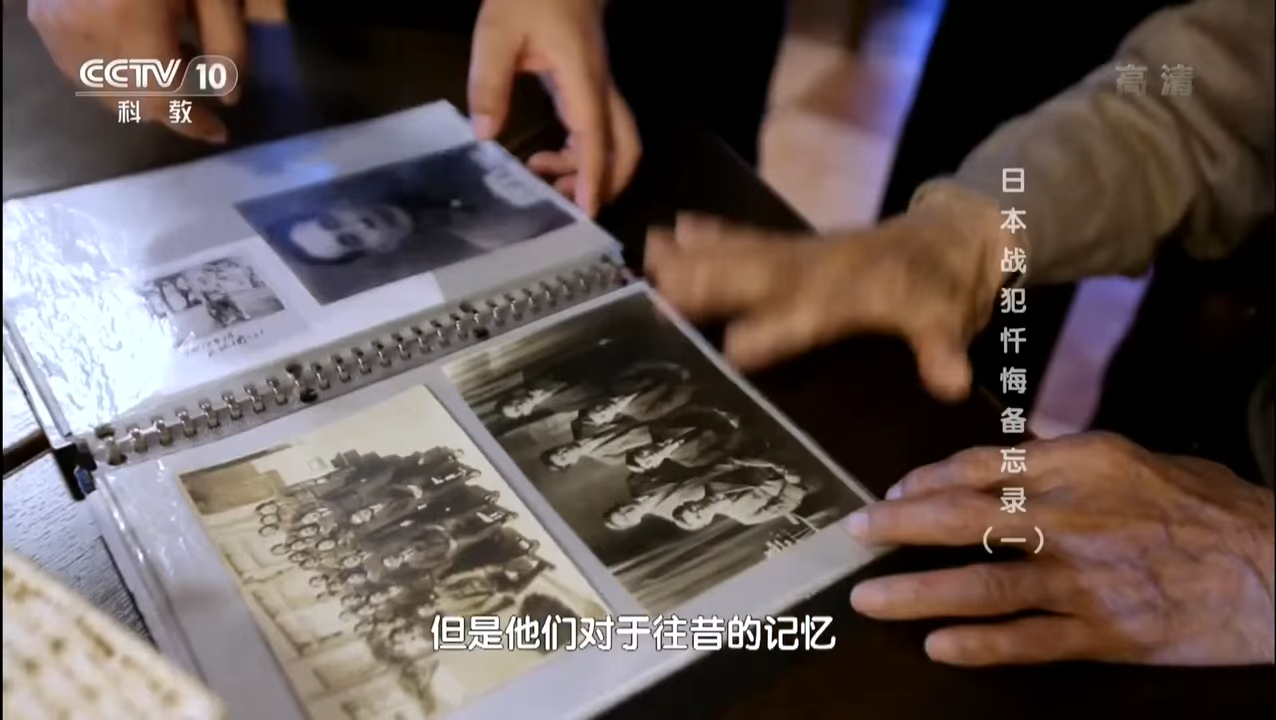 CCTV 10
科教
高清
日本战犯忏悔备忘录
（一）
但是他们对于往昔的记忆